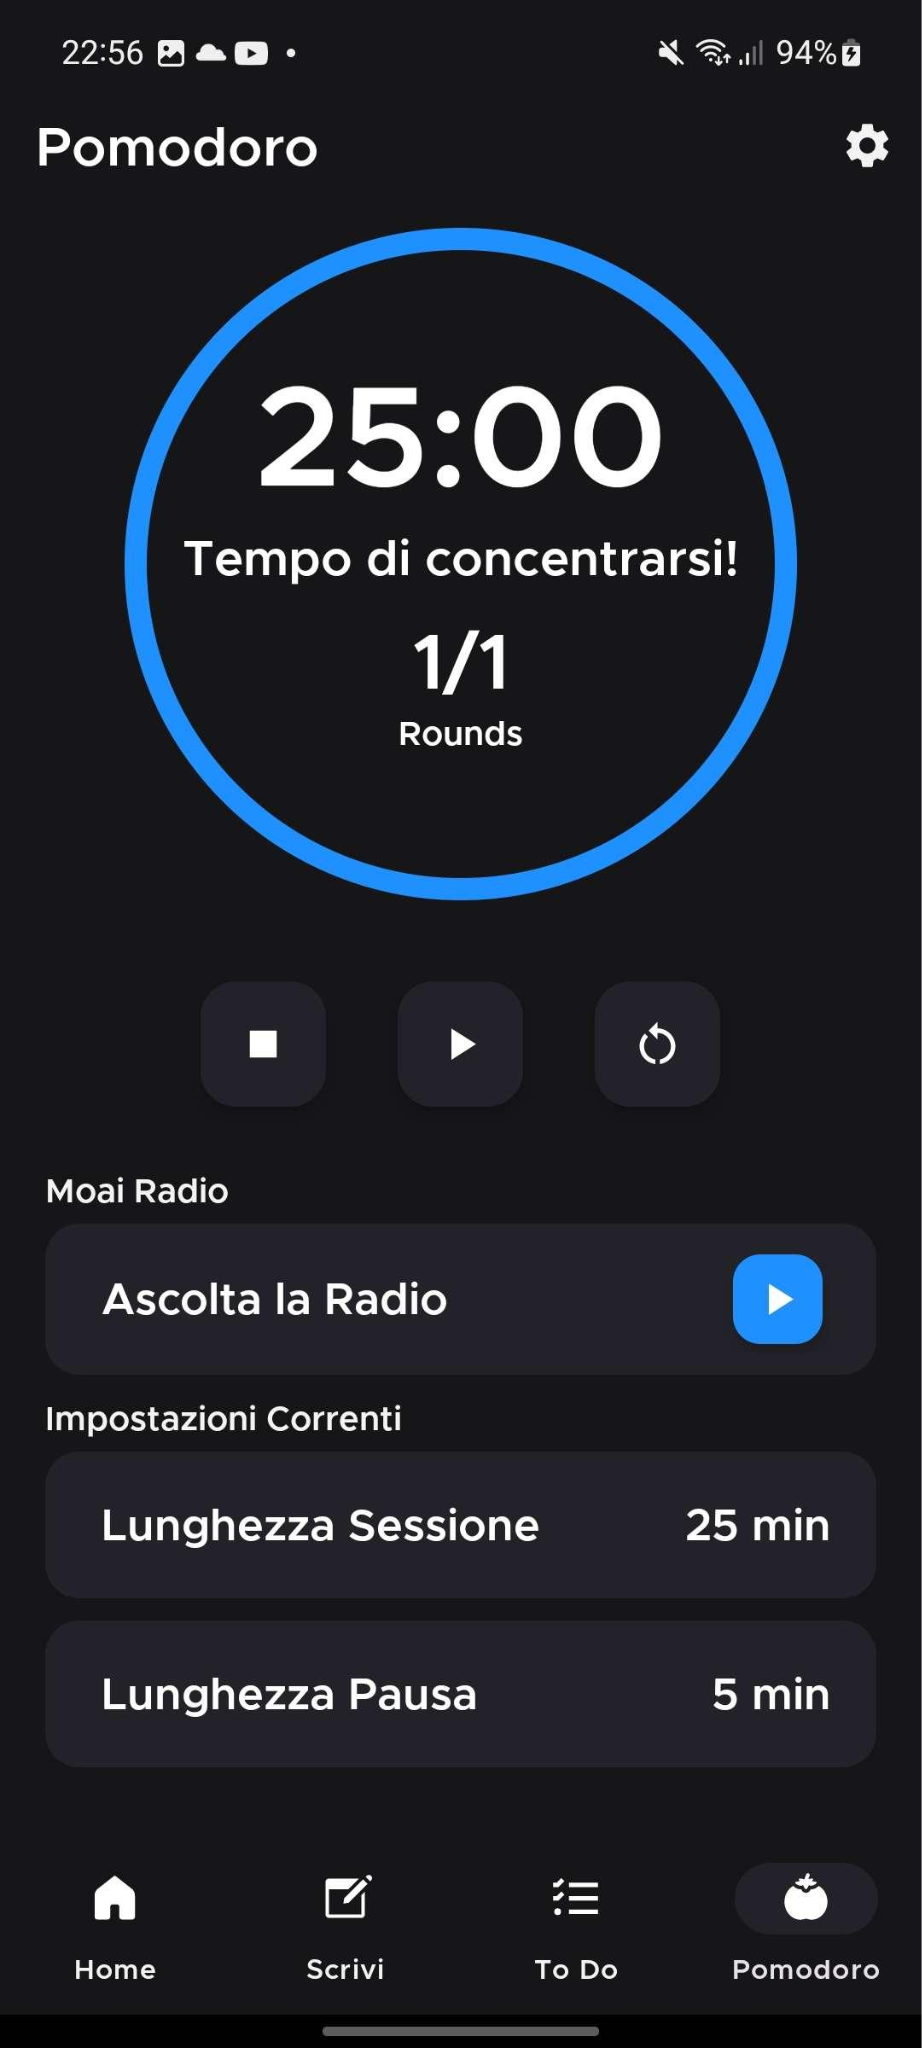 22:56
94%
Pomodoro
25:00
Tempo di concentrarsi!
1/1
Rounds
Moai Radio
Ascolta la Radio
Impostazioni Correnti
Lunghezza Sessione 25 min
Lunghezza Pausa 5 min
Home Scrivi To Do Pomodoro